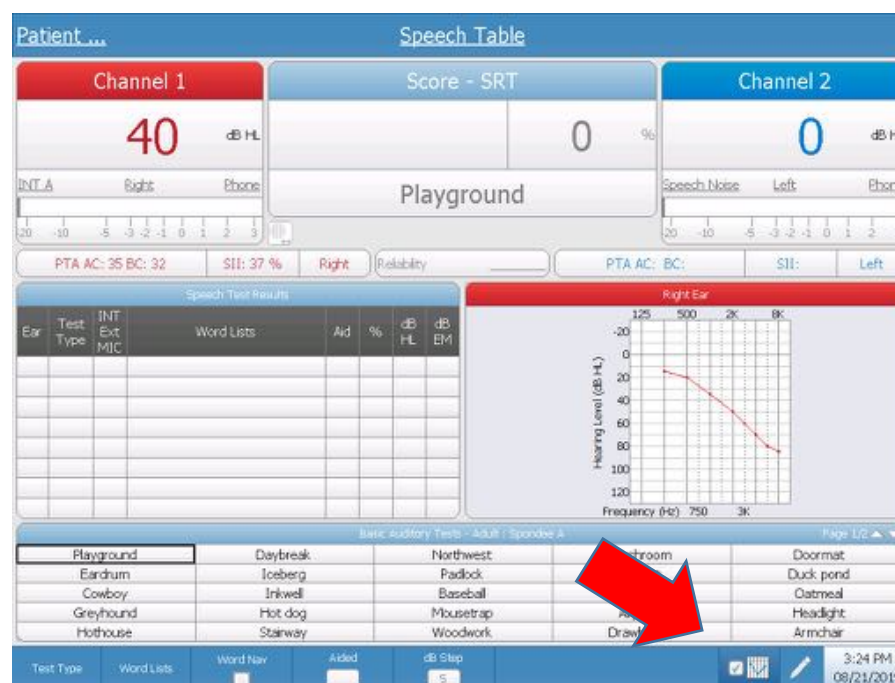 Patient ... Speech Table
Channel 1 Score - SRT Channel 2
40 dB HL 0 % 0 dB H
INT A Right Phone Playground Speech Noise Left Phon
-20 -10 -5 -3 -2 -1 0 1 2 3 -20 -10 -5 -3 -2 -1 0 1 2
PTA AC: 35 BC: 32 SII: 37 % Right Reliability PTA AC: BC: SII: Left
Speech Test Results Right Ear
Ear Test Type INT Ext MIC Word Lists Aid % dB HL dB EM
125 500 2K 8K
-20
0
20
40
60
80
100
120
Hearing Level (dB HL)
Frequency (Hz) 750 3K
Basic Auditory Tests - Adult : Spondee A Page 1/2
Playground Daybreak Northwest hroom Doormat
Eardrum Iceberg Padlock Duck pond
Cowboy Inkwell Baseball Oatmeal
Greyhound Hot dog Mousetrap Headlight
Hothouse Stairway Woodwork Draw Armchair
Test Type Word Lists Word Nav Aided dB Step 3:24 PM
5 08/21/201